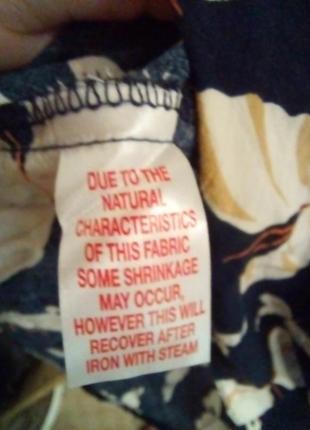 DUE TO THE
NATURAL
CHARACTERISTICS
OF THIS FABRIC
SOME SHRINKAGE
MAY OCCUR,
HOWEVER THIS WILL
RECOVER AFTER
IRON WITH STEAM